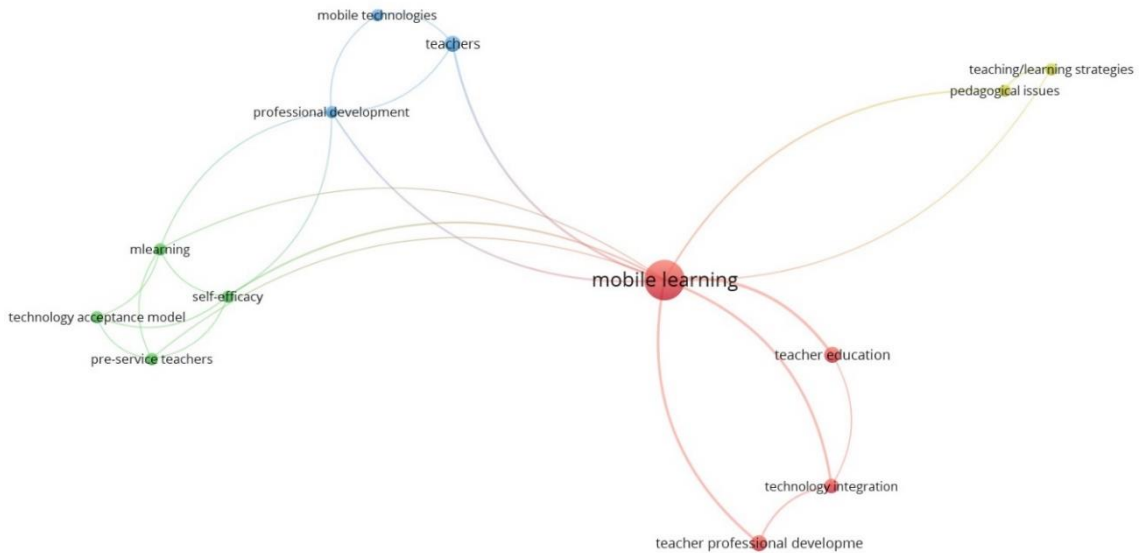 mobile technologies
teachers
teaching/learning strategies
pedagogical issues
professional development
mlearning
mobile learning
self-efficacy
technology acceptance model
pre-service teachers
teacher education
technology integration
teacher professional developme